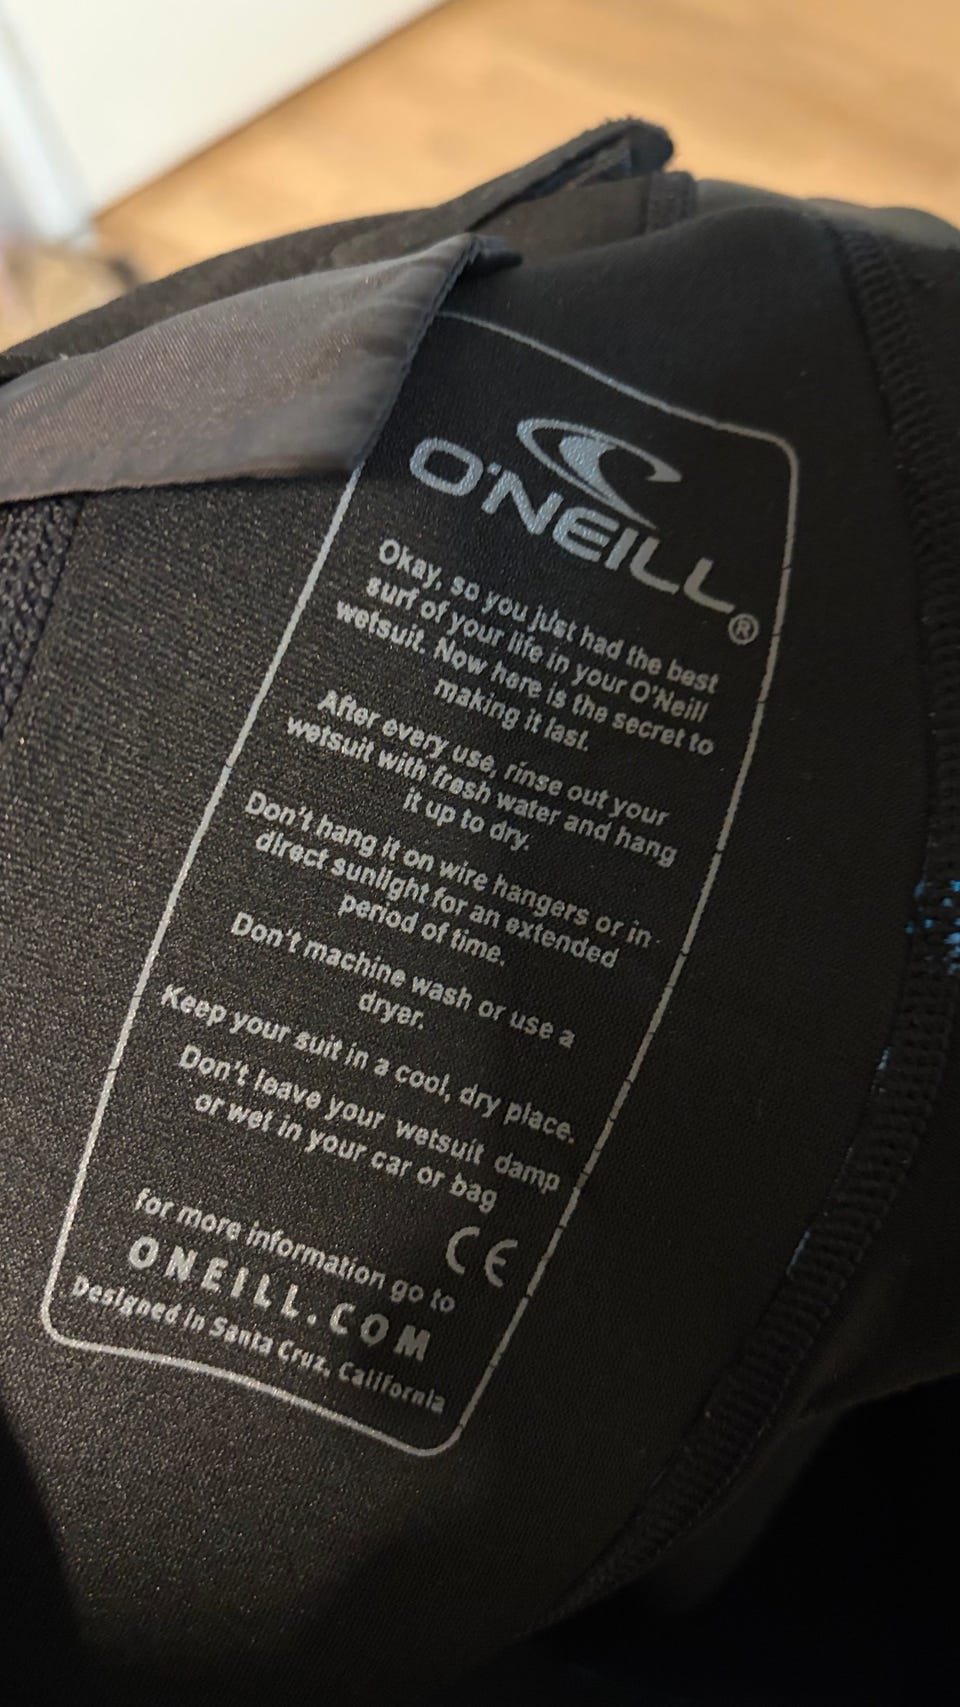 O'NEILL®
Okay, so you just had the best
surf of your life in your O'Neill
wetsuit. Now here is the secret to
making it last.
After every use, rinse out your
wetsuit with fresh water and hang
it up to dry.
Don't hang it on wire hangers or in
direct sunlight for an extended
period of time.
Don't machine wash or use a
dryer.
Keep your suit in a cool, dry place.
Don't leave your wetsuit damp
or wet in your car or bag
CE
for more information go to
ONEILL.COM
Designed in Santa Cruz, California